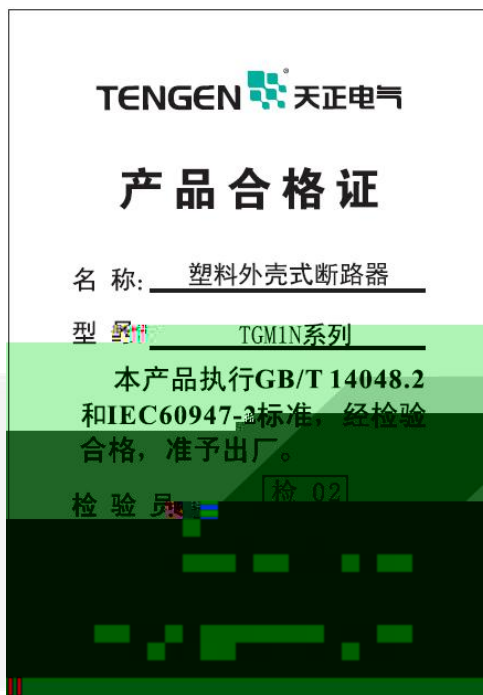 TENGEN 天正电气
产品合格证
名 称: 塑料外壳式断路器
型 号: TGM1N系列
本产品执行GB/T 14048.2
和IEC60947-2标准，经检验
合格，准予出厂。
检 验 员: 检 02